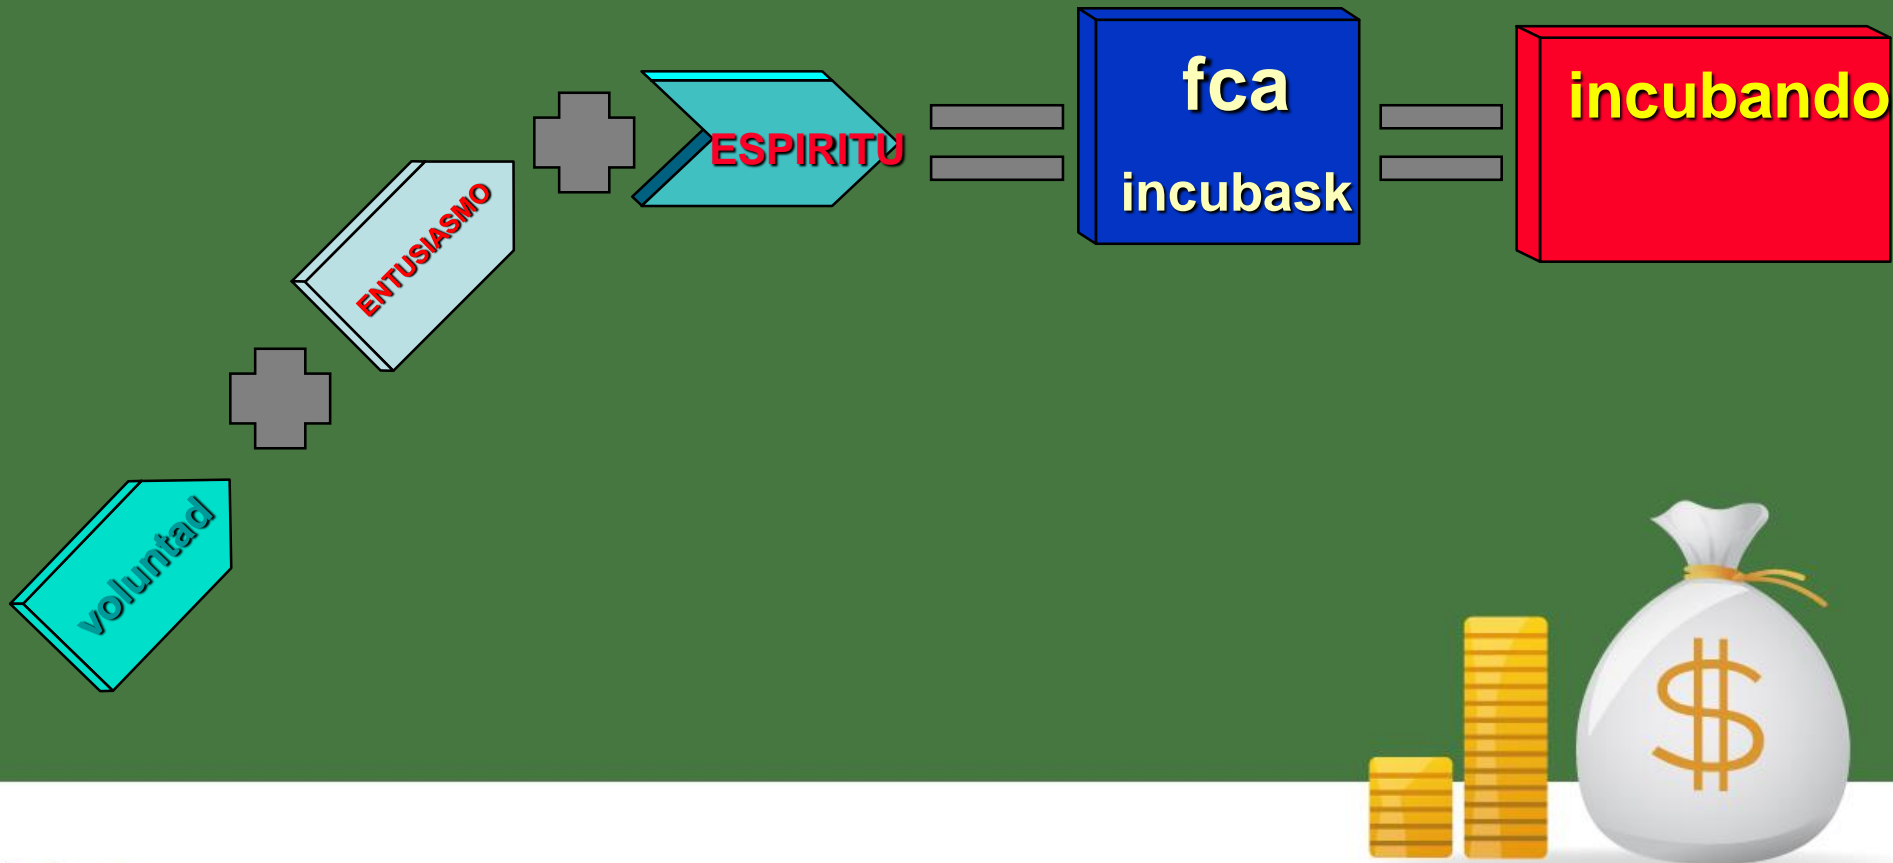 voluntad
ENTUSIASMO
ESPIRITU
fca
incubask
incubando
$